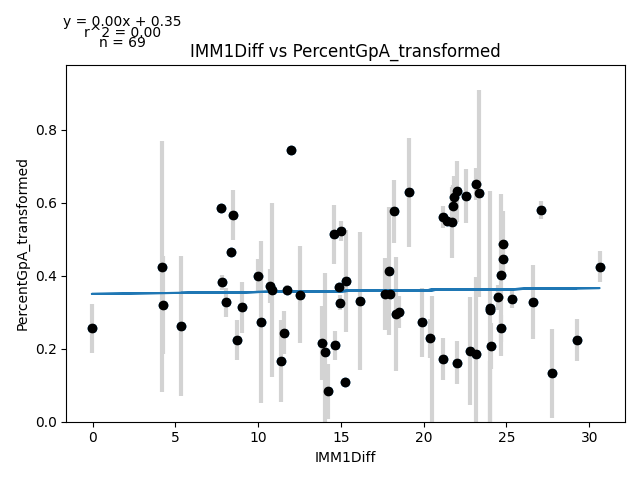 y = 0.00x + 0.35
r^2 = 0.00
n = 69
IMM1Diff vs PercentGpA_transformed
PercentGpA_transformed
0.8
0.6
0.4
0.2
0.0
0 5 10 15 20 25 30
IMM1Diff